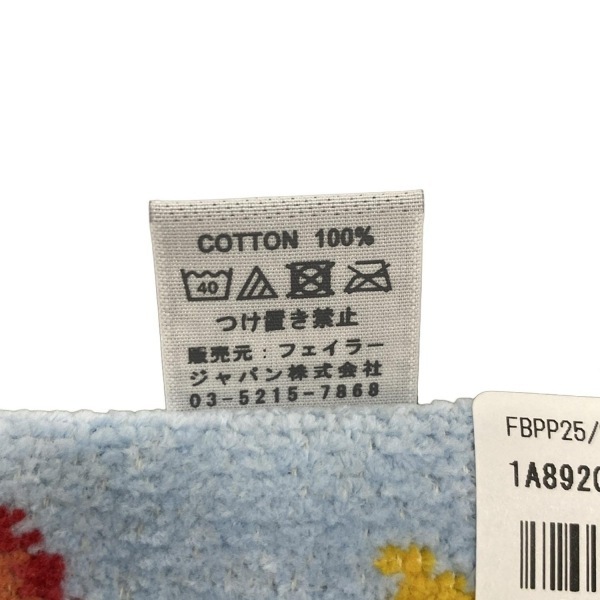 COTTON 100%
40
つけ置き禁止
販売元：フェイラー
ジャパン株式会社
03-5215-7868
FBPP25/
1A892